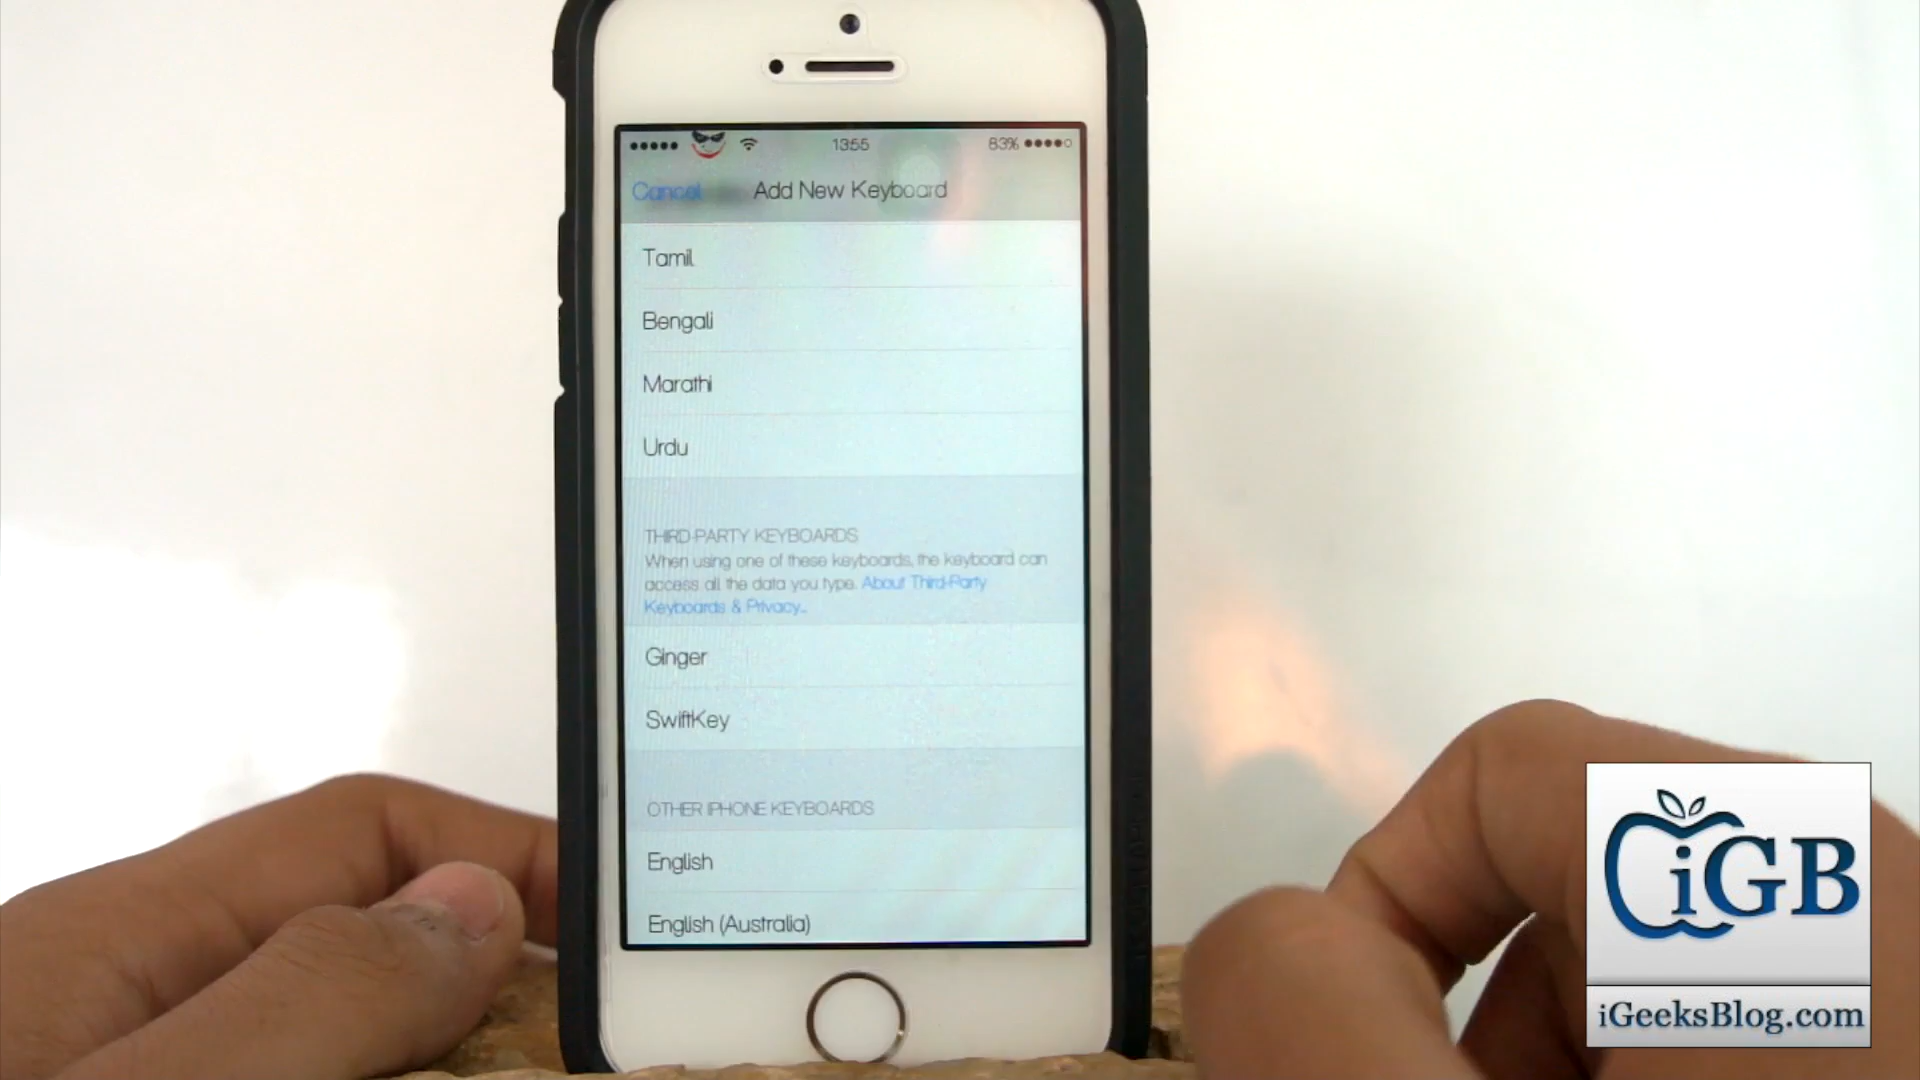 13:55
83%
Cancel
Add New Keyboard
Tamil
Bengali
Marathi
Urdu
THIRD-PARTY KEYBOARDS
When using one of these keyboards, the keyboard can
access all the data you type. About Third-Party
Keyboards & Privacy...
Ginger
SwiftKey
OTHER IPHONE KEYBOARDS
English
English (Australia)
iGB
iGeeksBlog.com